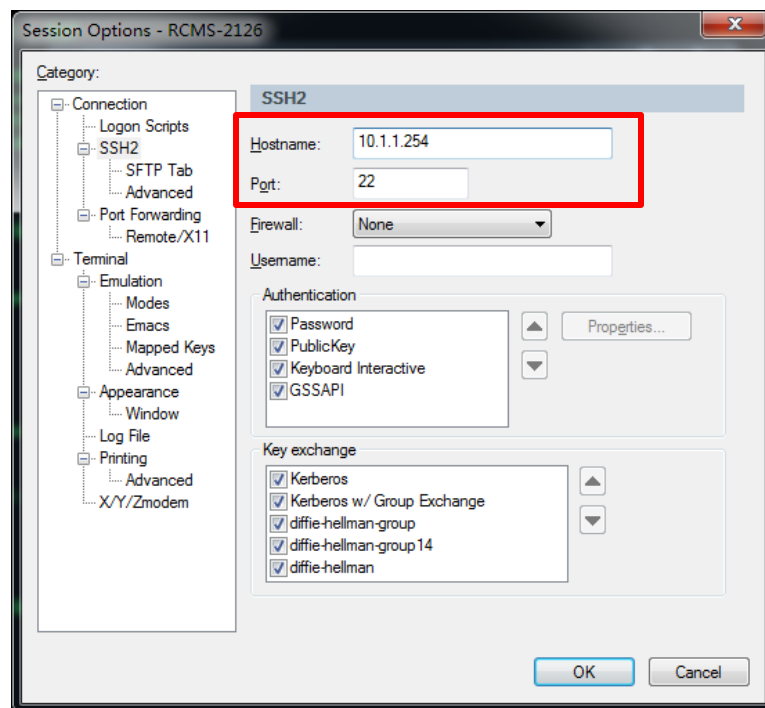 Session Options - RCMS-2126
Category:
Connection
Logon Scripts
SSH2
SFTP Tab
Advanced
Port Forwarding
Remote/X11
Terminal
Emulation
Modes
Emacs
Mapped Keys
Advanced
Appearance
Window
Log File
Printing
Advanced
X/Y/Zmodem
SSH2
Hostname: 10.1.1.254
Port: 22
Firewall: None
Username:
Authentication
Password
PublicKey
Keyboard Interactive
GSSAPI
Properties...
Key exchange
Kerberos
Kerberos w/ Group Exchange
diffie-hellman-group
diffie-hellman-group14
diffie-hellman
OK Cancel